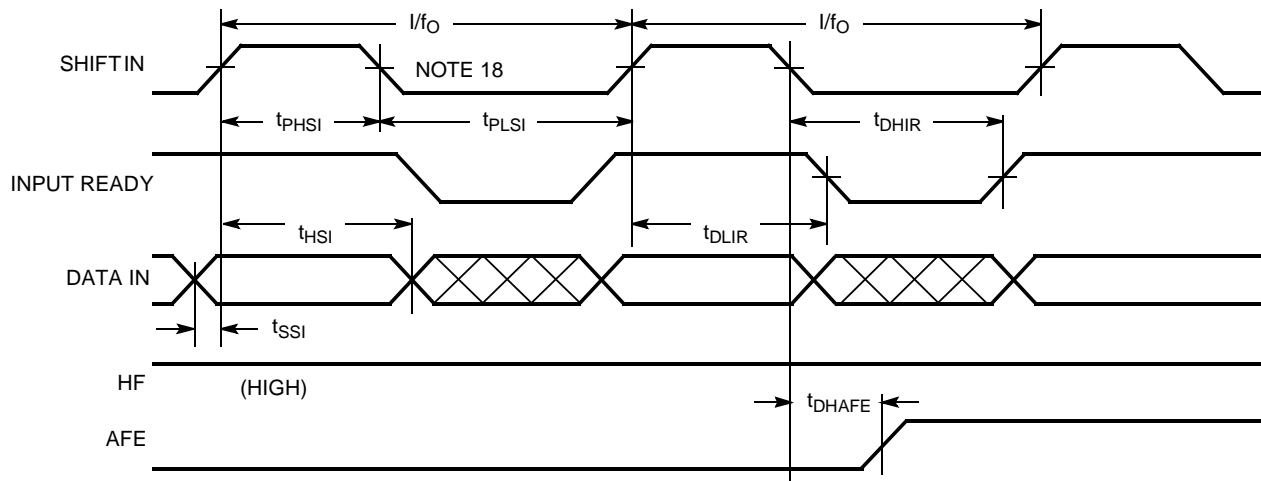 I/fO I/fO
SHIFT IN NOTE 18
tPHSI tPLSI tDHIR
INPUT READY
tHSI tDLIR
DATA IN
tSSI
HF (HIGH)
tDHAFE
AFE